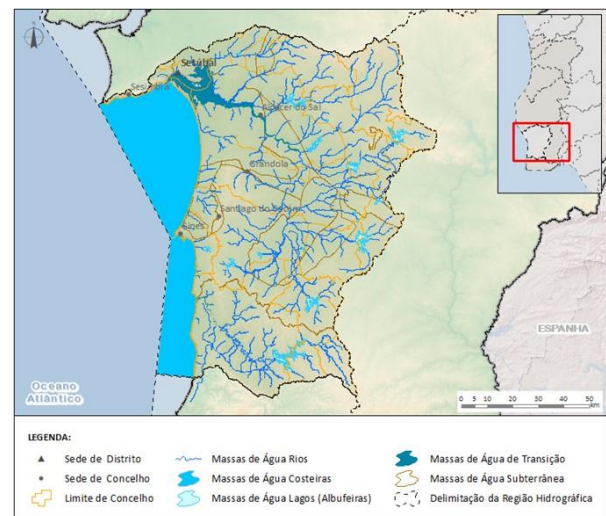 Setúbal
Sesimbra
Alcácer do Sal
Grândola
Santiago do Cacém
Sines
ESPANHA
Oceano
Atlântico
0 5 10 20 30 40 50
km
LEGENDA:
Sede de Distrito
Massas de Água Rios
Massas de Água de Transição
Sede de Concelho
Massas de Água Costeiras
Massas de Água Subterrânea
Limite de Concelho
Massas de Água Lagos (Albufeiras)
Delimitação da Região Hidrográfica